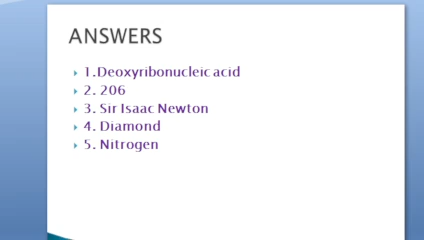 ANSWERS
1.Deoxyribonucleic acid
2. 206
3. Sir Isaac Newton
4. Diamond
5. Nitrogen